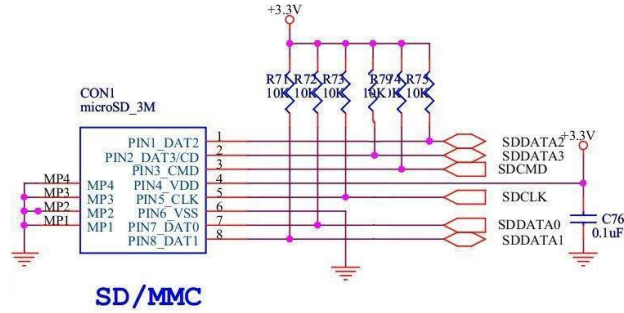 +3.3V
R71 R72 R73 R79 R74 R75
10K 10K 10K 10K 10K 10K
CON1
microSD_3M
PIN1_DAT2 1 SDDATA2
PIN2_DAT3/CD 2 SDDATA3
PIN3_CMD 3 SDCMD
+3.3V
MP4 MP4 PIN4_VDD 4
MP3 MP3 PIN5_CLK 5 SDCLK
MP2 MP2 PIN6_VSS 6
MP1 MP1 PIN7_DAT0 7 SDDATA0
PIN8_DAT1 8 SDDATA1
C76
0.1uF
SD/MMC